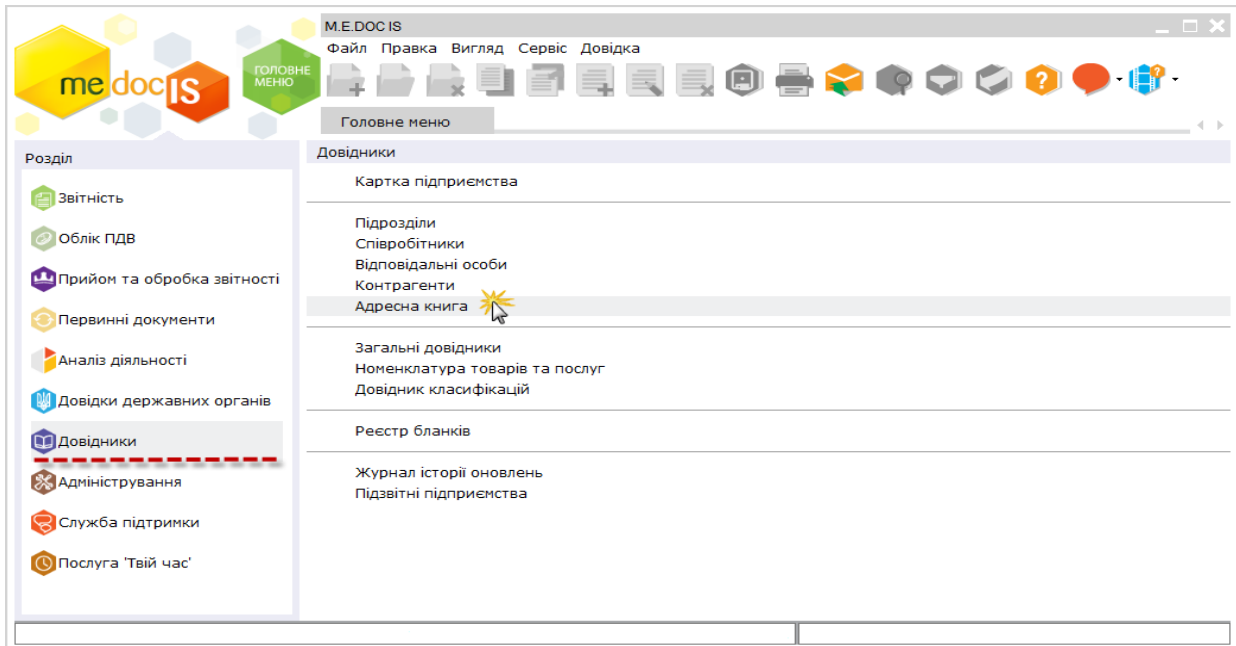 M.E.DOC IS
Файл Правка Вигляд Сервіс Довідка
me doc IS
ГОЛОВНЕ
МЕНЮ
Головне меню
Розділ
Звітність
Облік ПДВ
Прийом та обробка звітності
Первинні документи
Аналіз діяльності
Довідки державних органів
Довідники
Адміністрування
Служба підтримки
Послуга 'Твій час'
Довідники
Картка підприємства
Підрозділи
Співробітники
Відповідальні особи
Контрагенти
Адресна книга
Загальні довідники
Номенклатура товарів та послуг
Довідник класифікацій
Реєстр бланків
Журнал історії оновлень
Підзвітні підприємства